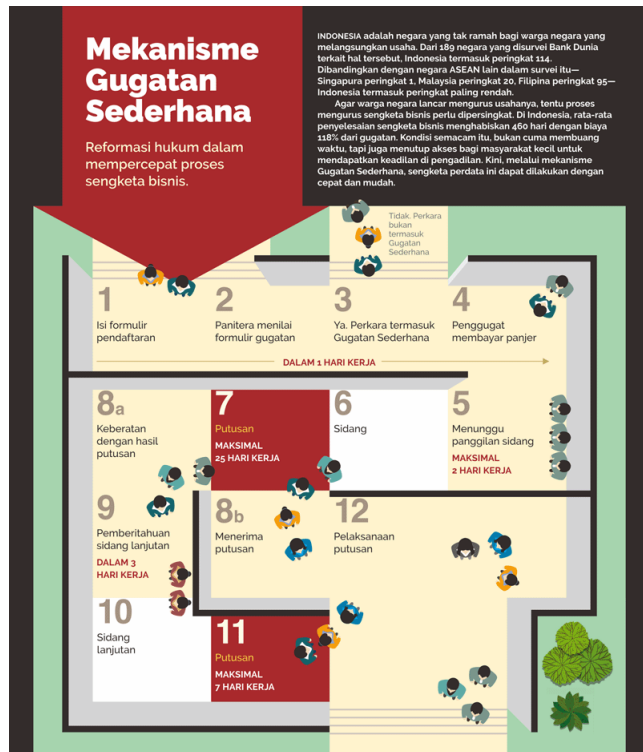 Mekanisme
Gugatan
Sederhana
Reformasi hukum dalam
mempercepat proses
sengketa bisnis.
INDONESIA adalah negara yang tak ramah bagi warga negara yang
melangsungkan usaha. Dari 189 negara yang disurvei Bank Dunia
terkait hal tersebut, Indonesia termasuk peringkat 114.
Dibandingkan dengan negara ASEAN lain dalam survei itu—
Singapura peringkat 1, Malaysia peringkat 20, Filipina peringkat 95—
Indonesia termasuk peringkat paling rendah.
Agar warga negara lancar mengurus usahanya, tentu proses
mengurus sengketa bisnis perlu dipersingkat. Di Indonesia, rata-rata
penyelesaian sengketa bisnis menghabiskan 460 hari dengan biaya
118% dari gugatan. Kondisi semacam itu, bukan cuma membuang
waktu, tapi juga menutup akses bagi masyarakat kecil untuk
mendapatkan keadilan di pengadilan. Kini, melalui mekanisme
Gugatan Sederhana, sengketa perdata ini dapat dilakukan dengan
cepat dan mudah.
Tidak. Perkara
bukan
termasuk
Gugatan
Sederhana
1
Isi formulir
pendaftaran
2
Panitera menilai
formulir gugatan
3
Ya. Perkara termasuk
Gugatan Sederhana
4
Penggugat
membayar panjer
DALAM 1 HARI KERJA
8a
Keberatan
dengan hasil
putusan
7
Putusan
MAKSIMAL
25 HARI KERJA
6
Sidang
5
Menunggu
panggilan sidang
MAKSIMAL
2 HARI KERJA
9
Pemberitahuan
sidang lanjutan
DALAM 3
HARI KERJA
8b
Menerima
putusan
12
Pelaksanaan
putusan
10
Sidang
lanjutan
11
Putusan
MAKSIMAL
7 HARI KERJA